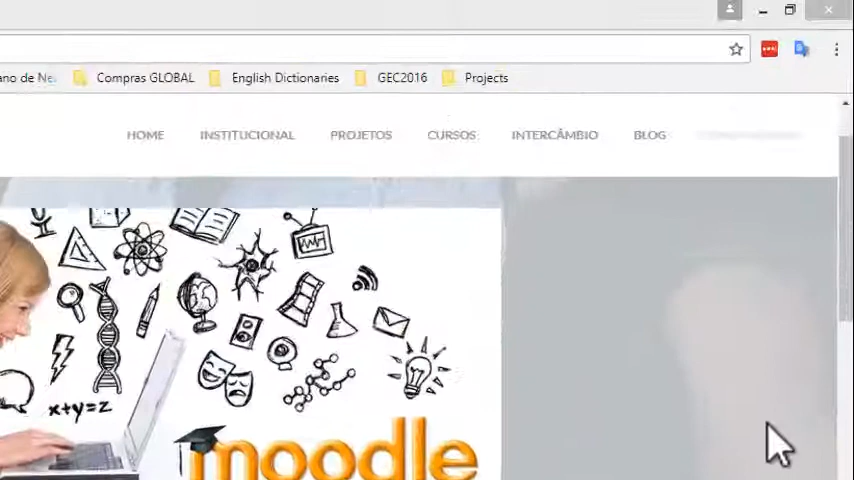 Compras GLOBAL English Dictionaries GEC2016 Projects
HOME INSTITUCIONAL PROJETOS CURSOS INTERCÂMBIO BLOG
x+y=z
moodle